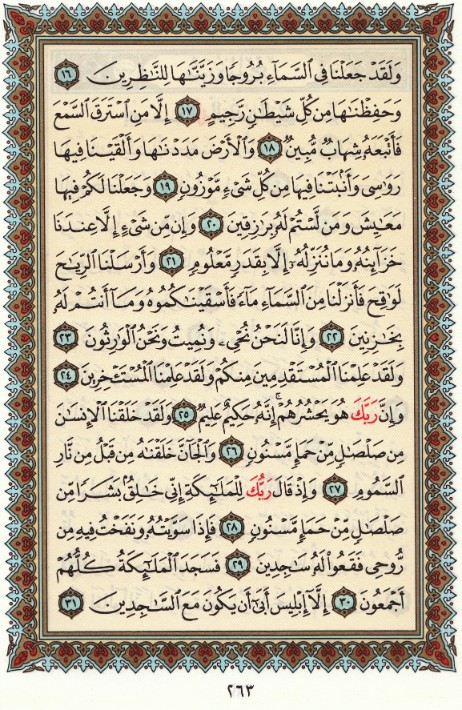 وَلَقَدْ جَعَلْنَا فِى ٱلسَّمَآءِ بُرُوجًا وَزَيَّنَّٰهَا لِلنَّٰظِرِينَ ١٦
وَحَفِظْنَٰهَا مِن كُلِّ شَيْطَٰنٍ رَّجِيمٍ ١٧ إِلَّا مَنِ ٱسْتَرَقَ ٱلسَّمْعَ
فَأَتْبَعَهُۥ شِهَابٌ مُّبِينٌ ١٨ وَٱلْأَرْضَ مَدَدْنَٰهَا وَأَلْقَيْنَا فِيهَا
رَوَٰسِىَ وَأَنۢبَتْنَا فِيهَا مِن كُلِّ شَىْءٍ مَّوْزُونٍ ١٩ وَجَعَلْنَا لَكُمْ فِيهَا
مَعَٰيِشَ وَمَن لَّسْتُمْ لَهُۥ بِرَٰزِقِينَ ٢٠ وَإِن مِّن شَىْءٍ إِلَّا عِندَنَا
خَزَآئِنُهُۥ وَمَا نُنَزِّلُهُۥٓ إِلَّا بِقَدَرٍ مَّعْلُومٍ ٢١ وَأَرْسَلْنَا ٱلرِّيَٰحَ
لَوَٰقِحَ فَأَنزَلْنَا مِنَ ٱلسَّمَآءِ مَآءً فَأَسْقَيْنَٰكُمُوهُ وَمَآ أَنتُمْ لَهُۥ
بِخَٰزِنِينَ ٢٢ وَإِنَّا لَنَحْنُ نُحْىِۦ وَنُمِيتُ وَنَحْنُ ٱلْوَٰرِثُونَ ٢٣
وَلَقَدْ عَلِمْنَا ٱلْمُسْتَقْدِمِينَ مِنكُمْ وَلَقَدْ عَلِمْنَا ٱلْمُسْتَـْٔخِرِينَ ٢٤
وَإِنَّ رَبَّكَ هُوَ يَحْشُرُهُمْ ۚ إِنَّهُۥ حَكِيمٌ عَلِيمٌ ٢٥ وَلَقَدْ خَلَقْنَا ٱلْإِنسَٰنَ
مِن صَلْصَٰلٍ مِّنْ حَمَإٍ مَّسْنُونٍ ٢٦ وَٱلْجَآنَّ خَلَقْنَٰهُ مِن قَبْلُ مِن نَّارِ
ٱلسَّمُومِ ٢٧ وَإِذْ قَالَ رَبُّكَ لِلْمَلَٰٓئِكَةِ إِنِّى خَٰلِقٌۢ بَشَرًا مِّن
صَلْصَٰلٍ مِّنْ حَمَإٍ مَّسْنُونٍ ٢٨ فَإِذَا سَوَّيْتُهُۥ وَنَفَخْتُ فِيهِ مِن
رُّوحِى فَقَعُوا۟ لَهُۥ سَٰجِدِينَ ٢٩ فَسَجَدَ ٱلْمَلَٰٓئِكَةُ كُلُّهُمْ
أَجْمَعُونَ ٣٠ إِلَّآ إِبْلِيسَ أَبَىٰٓ أَن يَكُونَ مَعَ ٱلسَّٰجِدِينَ ٣١
٢٦٣